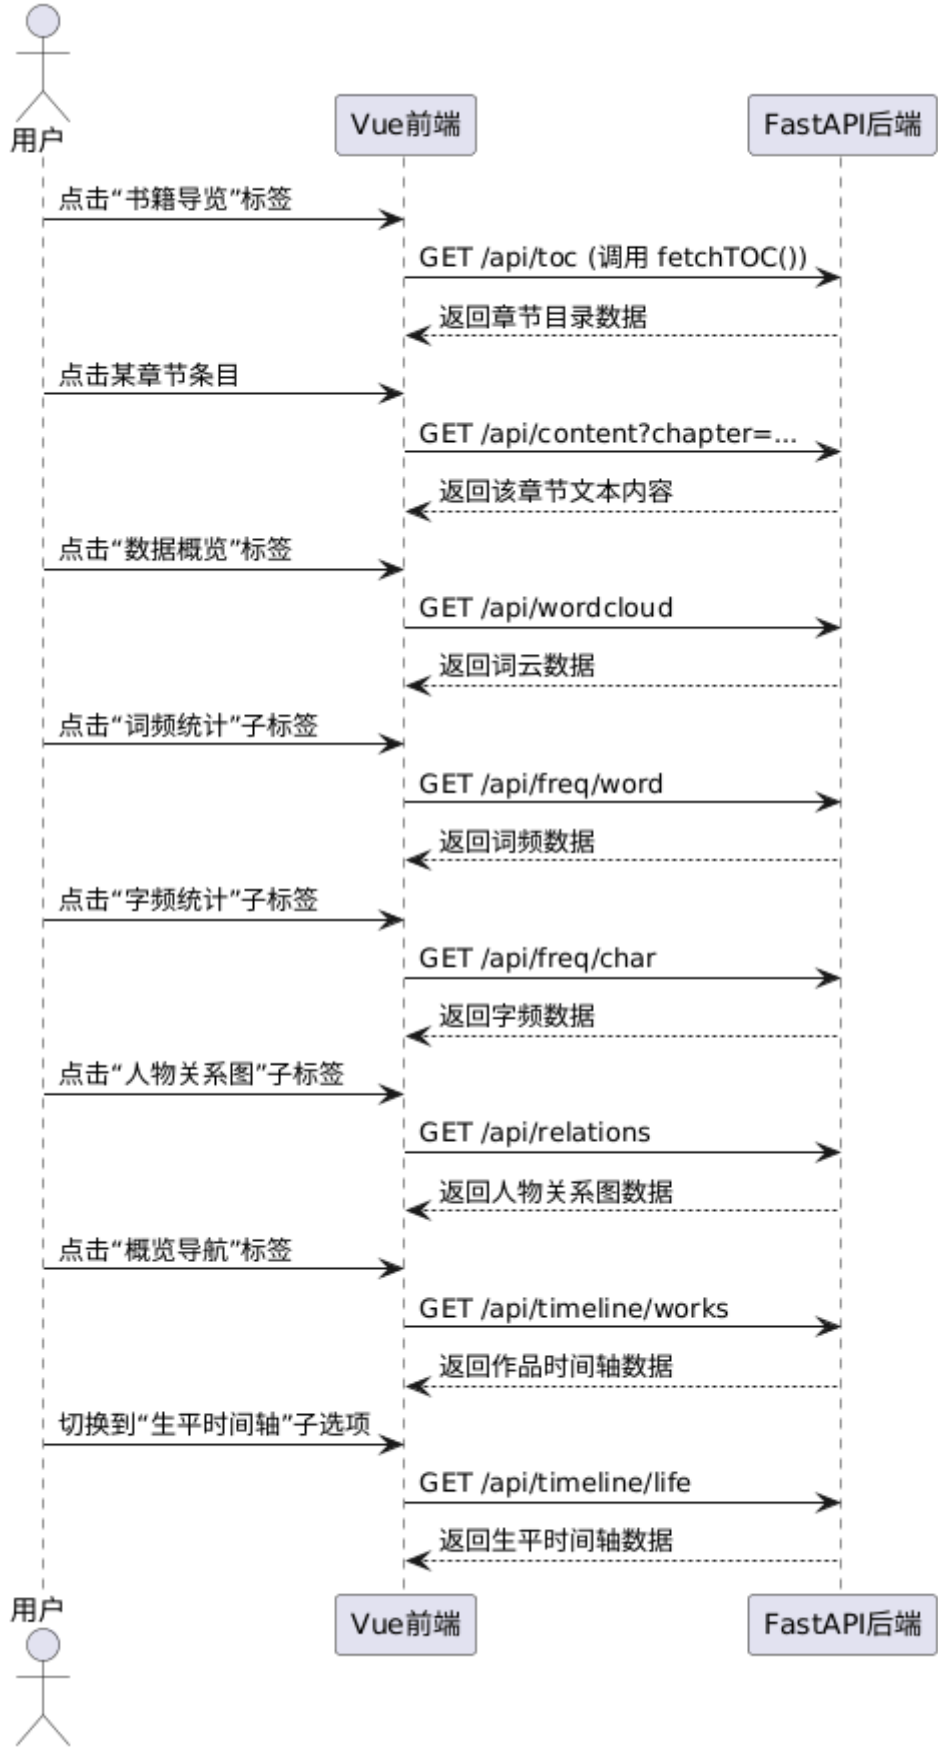 用户
Vue前端
FastAPI后端
点击“书籍导览”标签
GET /api/toc (调用 fetchTOC())
返回章节目录数据
点击某章节条目
GET /api/content?chapter=...
返回该章节文本内容
点击“数据概览”标签
GET /api/wordcloud
返回词云数据
点击“词频统计”子标签
GET /api/freq/word
返回词频数据
点击“字频统计”子标签
GET /api/freq/char
返回字频数据
点击“人物关系图”子标签
GET /api/relations
返回人物关系图数据
点击“概览导航”标签
GET /api/timeline/works
返回作品时间轴数据
切换到“生平时间轴”子选项
GET /api/timeline/life
返回生平时间轴数据
用户
Vue前端
FastAPI后端